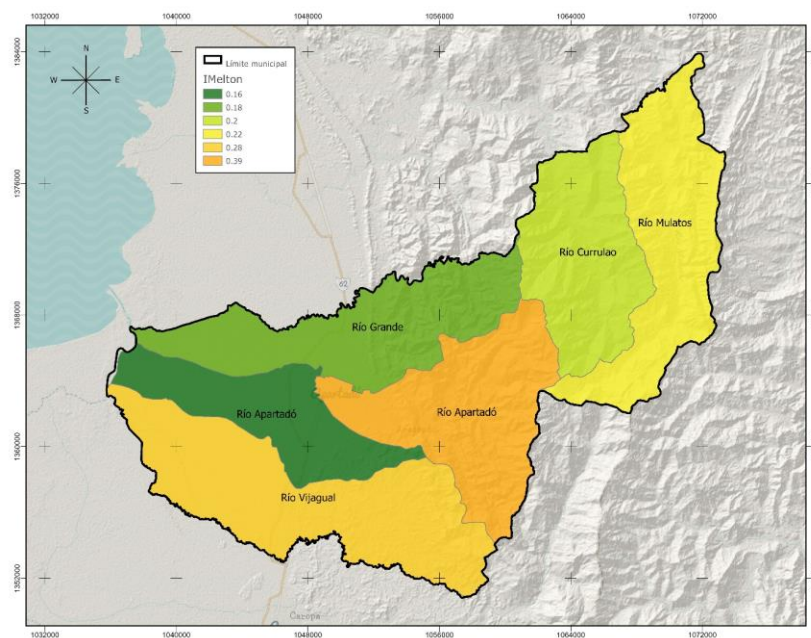 1032000 1040000 1048000 1056000 1064000 1072000
1384000
1376000
1368000
1360000
1352000
N
W E
S
Límite municipal
IMelton
0.16
0.18
0.2
0.22
0.28
0.39
Río Mulatos
Río Currulao
62
Río Grande
Río Apartadó
Río Apartadó
Río Vijagual
Carepa
1032000 1040000 1048000 1056000 1064000 1072000